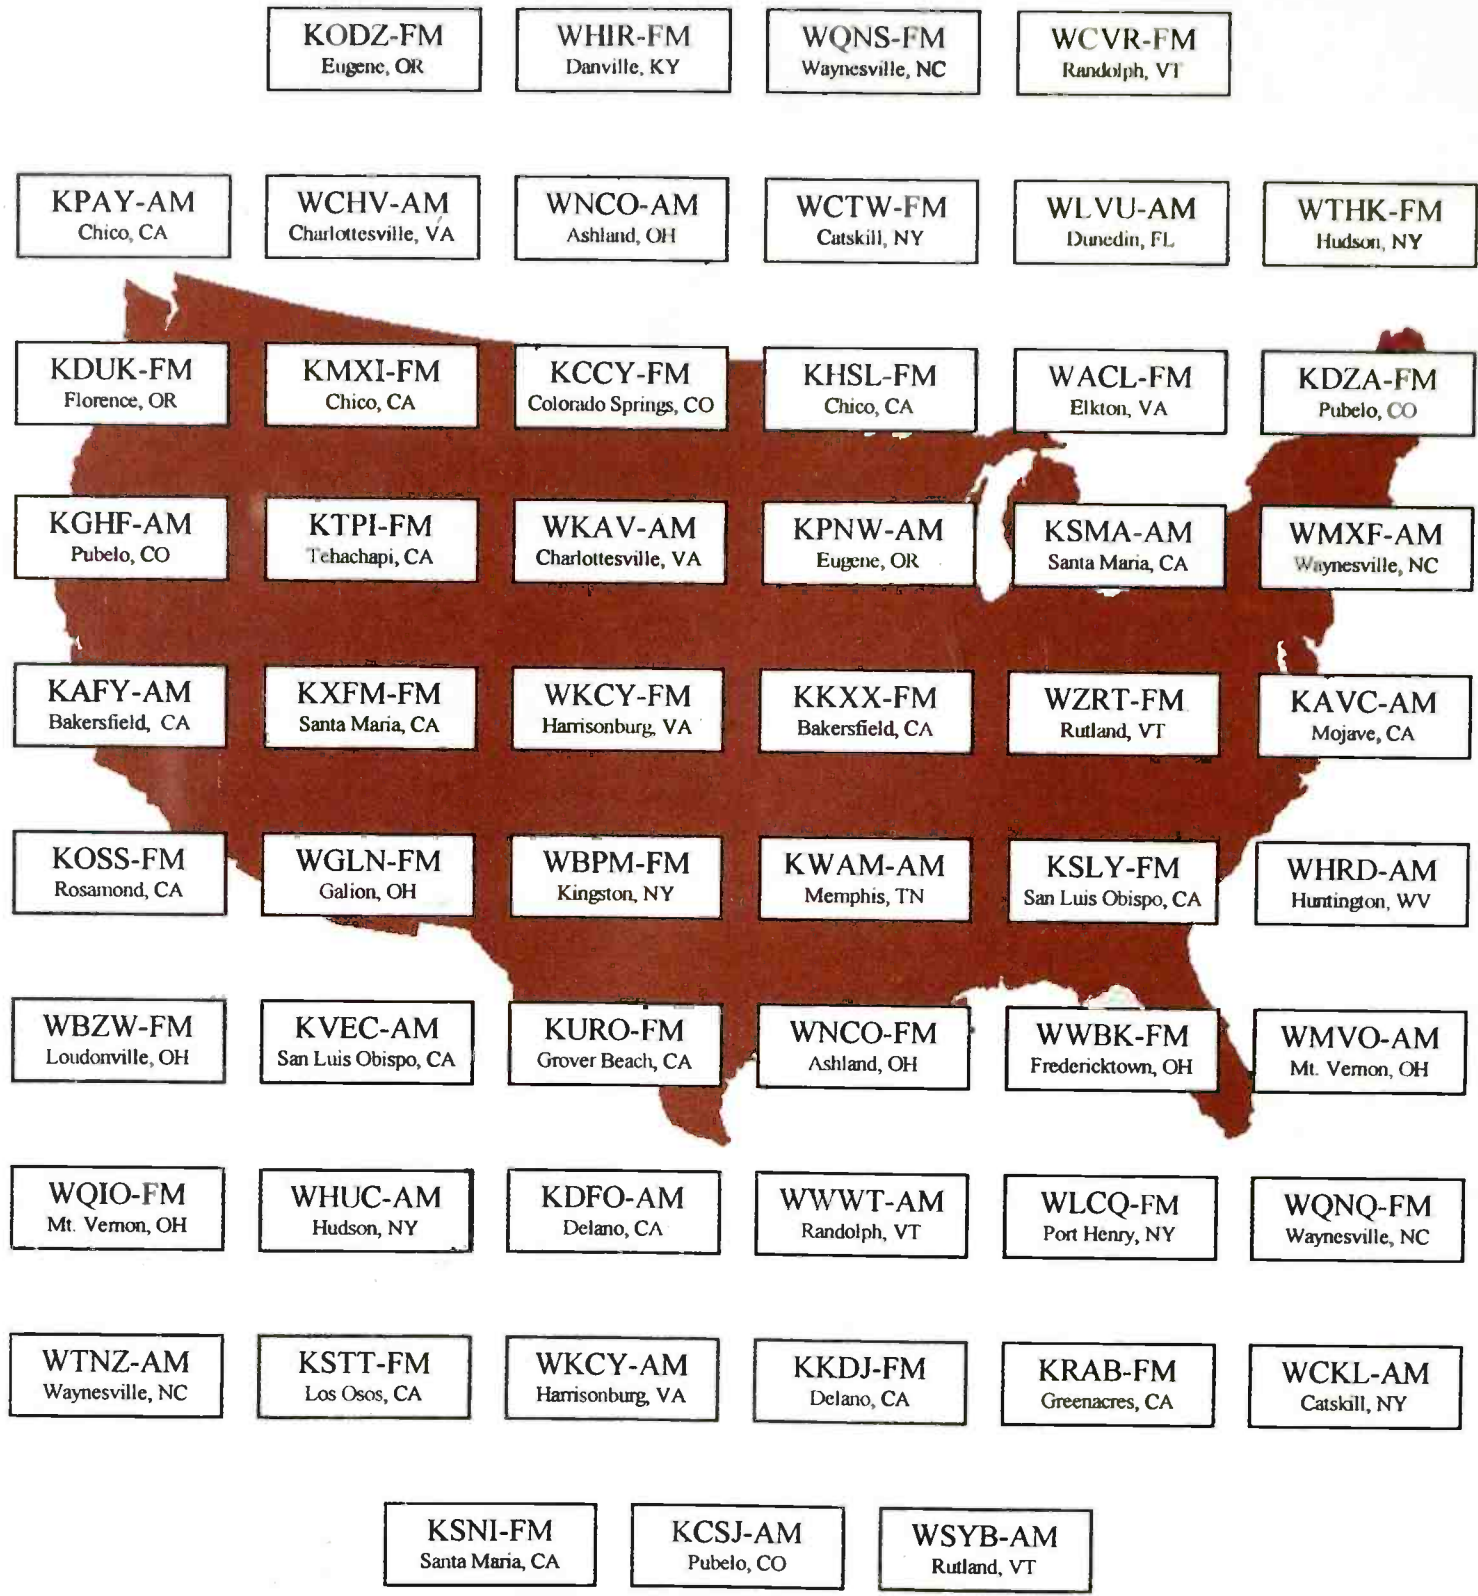 KODZ-FM
Eugene, OR
WHIR-FM
Danville, KY
WQNS-FM
Waynesville, NC
WCVR-FM
Randolph, VT
KPAY-AM
Chico, CA
WCHV-AM
Charlottesville, VA
WNCO-AM
Ashland, OH
WCTW-FM
Catskill, NY
WLVU-AM
Dunedin, FL
WTHK-FM
Hudson, NY
KDUK-FM
Florence, OR
KMXI-FM
Chico, CA
KCCY-FM
Colorado Springs, CO
KHSL-FM
Chico, CA
WACL-FM
Elkton, VA
KDZA-FM
Pubelo, CO
KGHF-AM
Pubelo, CO
KTPI-FM
Tehachapi, CA
WKAV-AM
Charlottesville, VA
KPNW-AM
Eugene, OR
KSMA-AM
Santa Maria, CA
WMXF-AM
Waynesville, NC
KAFY-AM
Bakersfield, CA
KXFM-FM
Santa Maria, CA
WKCY-FM
Harrisonburg, VA
KKXX-FM
Bakersfield, CA
WZRT-FM
Rutland, VT
KAVC-AM
Mojave, CA
KOSS-FM
Rosamond, CA
WGLN-FM
Galion, OH
WBPM-FM
Kingston, NY
KWAM-AM
Memphis, TN
KSLY-FM
San Luis Obispo, CA
WHRD-AM
Huntington, WV
WBZW-FM
Loudonville, OH
KVEC-AM
San Luis Obispo, CA
KURO-FM
Grover Beach, CA
WNCO-FM
Ashland, OH
WWBK-FM
Fredericktown, OH
WMVO-AM
Mt. Vernon, OH
WQIO-FM
Mt. Vernon, OH
WHUC-AM
Hudson, NY
KDFO-AM
Delano, CA
WWWT-AM
Randolph, VT
WLCQ-FM
Port Henry, NY
WQNQ-FM
Waynesville, NC
WTNZ-AM
Waynesville, NC
KSTT-FM
Los Osos, CA
WKCY-AM
Harrisonburg, VA
KKDJ-FM
Delano, CA
KRAB-FM
Greenacres, CA
WCKL-AM
Catskill, NY
KSNI-FM
Santa Maria, CA
KCSJ-AM
Pubelo, CO
WSYB-AM
Rutland, VT